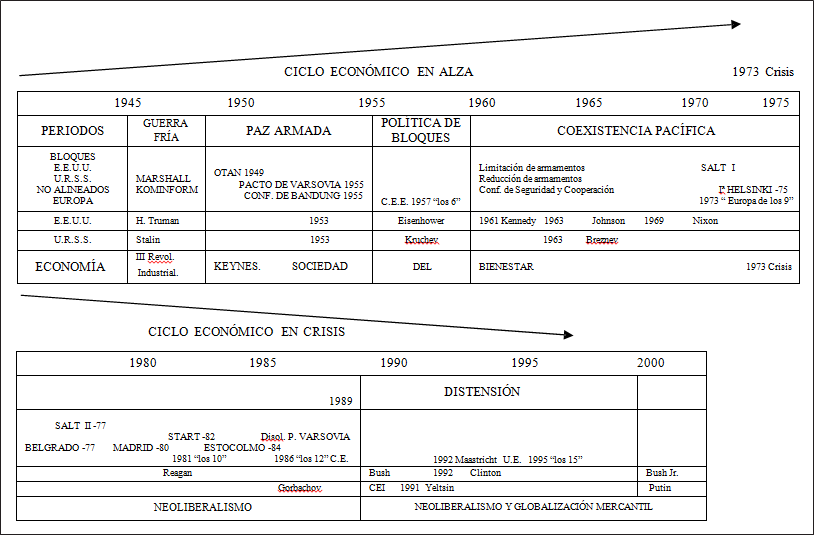 CICLO ECONÓMICO EN ALZA 1973 Crisis
1945 1950 1955 1960 1965 1970 1975
PERIODOS GUERRA FRÍA PAZ ARMADA POLITICA DE BLOQUES COEXISTENCIA PACÍFICA
BLOQUES
E.E.U.U.
U.R.S.S.
NO ALINEADOS
EUROPA
MARSHALL
KOMINFORM
OTAN 1949
PACTO DE VARSOVIA 1955
CONF. DE BANDUNG 1955
C.E.E. 1957 “los 6”
Limitación de armamentos SALT I
Reducción de armamentos
Conf. de Seguridad y Cooperación Iª HELSINKI -75
1973 “ Europa de los 9”
E.E.U.U. H. Truman 1953 Eisenhower 1961 Kennedy 1963 Johnson 1969 Nixon
U.R.S.S. Stalin 1953 Kruchev 1963 Breznev
ECONOMÍA III Revol. Industrial. KEYNES. SOCIEDAD DEL BIENESTAR 1973 Crisis
CICLO ECONÓMICO EN CRISIS
1980 1985 1990 1995 2000
1989 DISTENSIÓN
SALT II -77
START -82 Disol. P. VARSOVIA
BELGRADO -77 MADRID -80 ESTOCOLMO -84
1981 “los 10” 1986 “los 12” C.E. 1992 Maastricht U.E. 1995 “los 15”
Reagan Bush 1992 Clinton Bush Jr.
Gorbachov CEI 1991 Yeltsin Putin
NEOLIBERALISMO NEOLIBERALISMO Y GLOBALIZACIÓN MERCANTIL